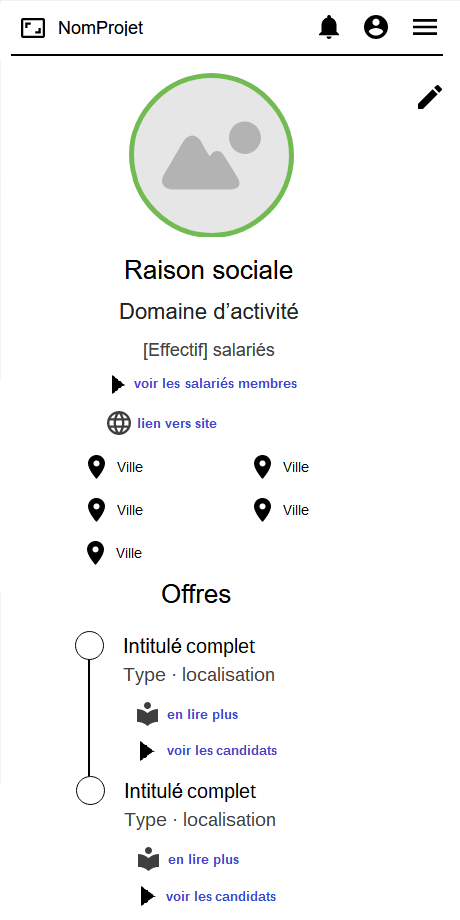 NomProjet
Raison sociale
Domaine d’activité
[Effectif] salariés
voir les salariés membres
lien vers site
Ville Ville
Ville Ville
Ville
Offres
Intitulé complet
Type · localisation
en lire plus
voir les candidats
Intitulé complet
Type · localisation
en lire plus
voir les candidats